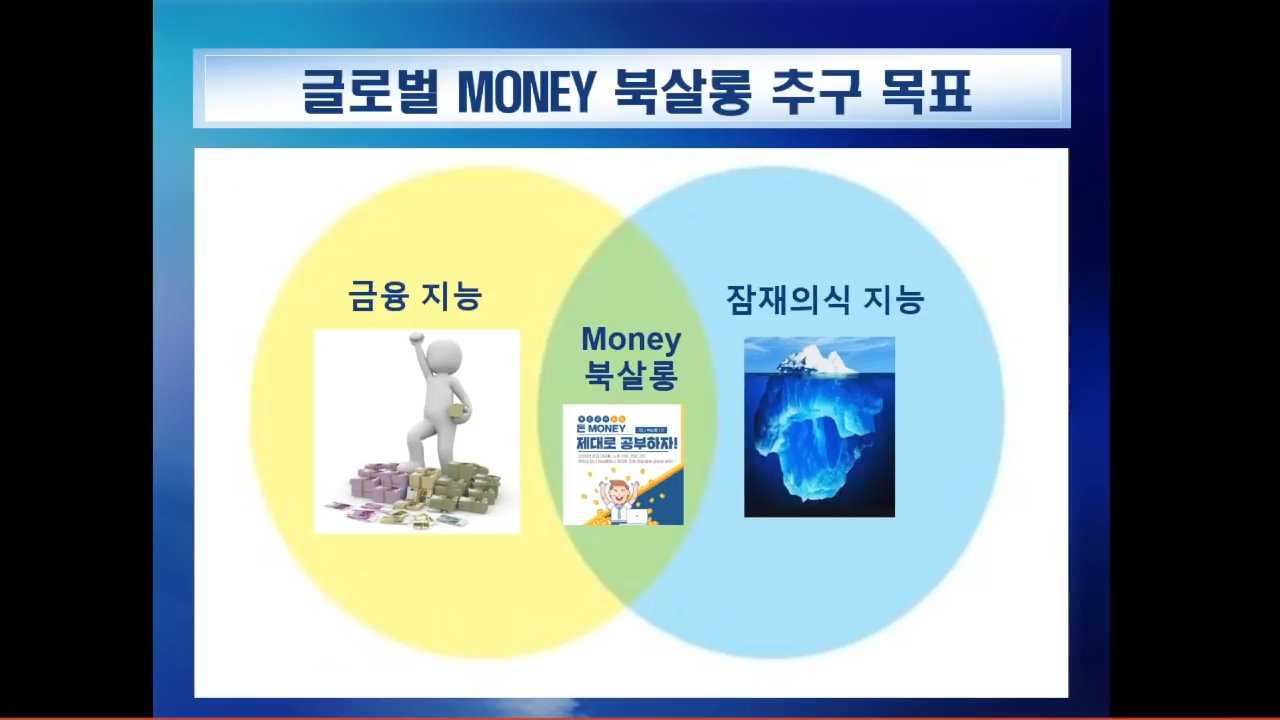 글로벌 MONEY 북살롱 추구 목표
금융 지능
잠재의식 지능
Money
북살롱
돈 MONEY
제대로 공부하자!